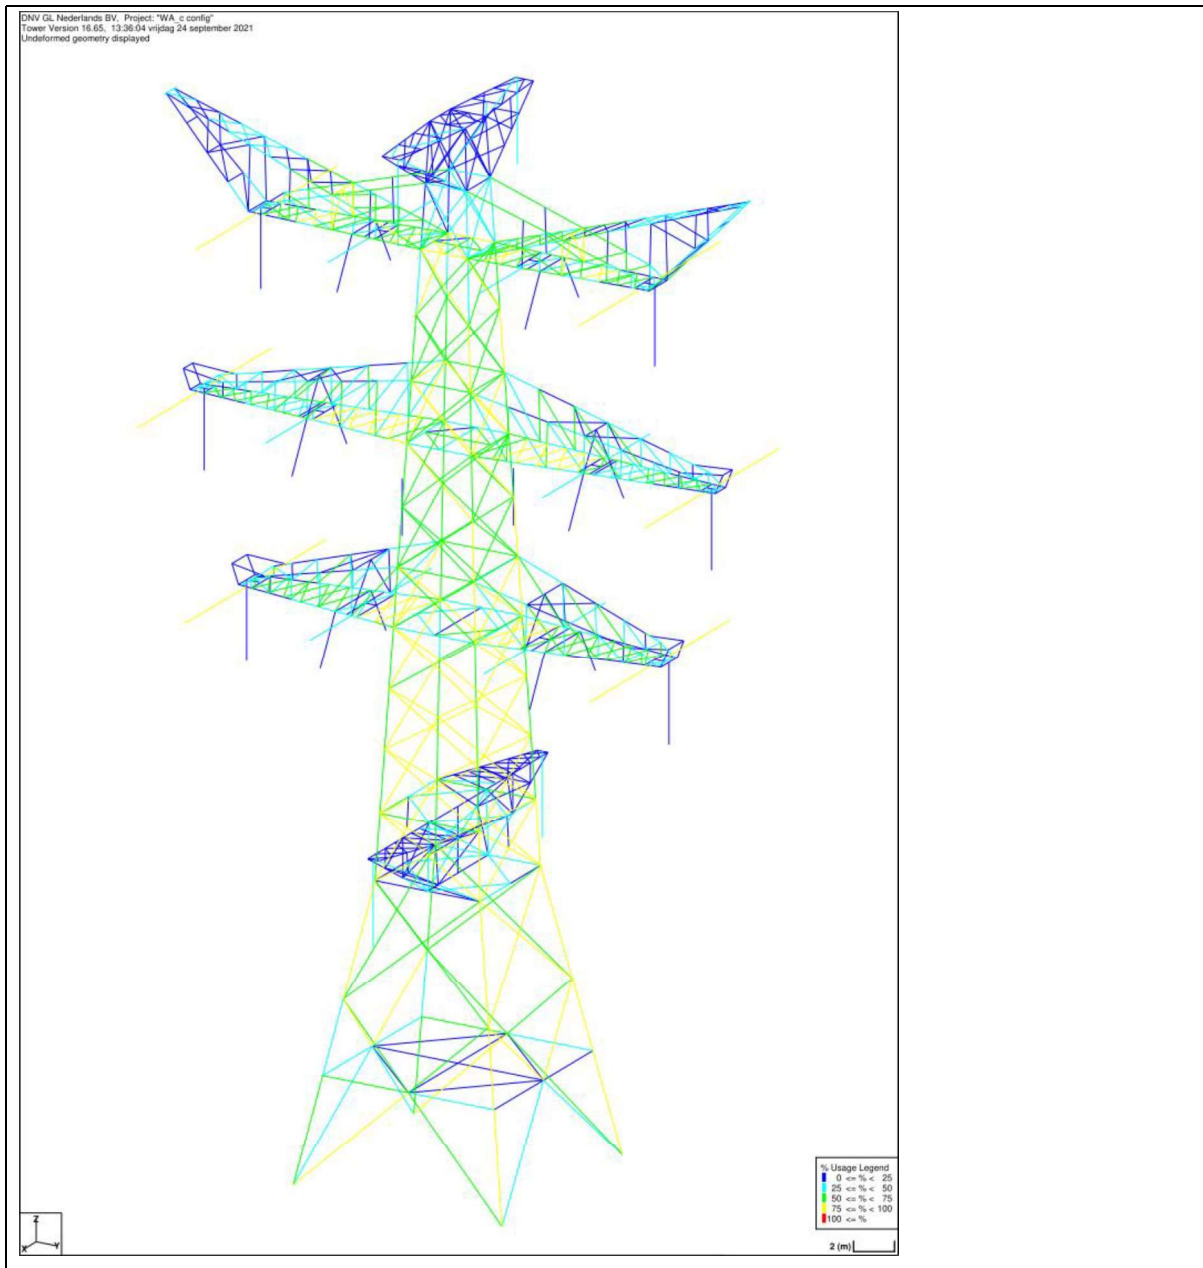 DNV GL Nederlands BV, Project: "WA_c config"
Tower Version 16.65, 13:36:04 vrijdag 24 september 2021
Undeformed geometry displayed
% Usage Legend
0 <= % < 25
25 <= % < 50
50 <= % < 75
75 <= % < 100
100 <= %
Z
X Y
2 (m)